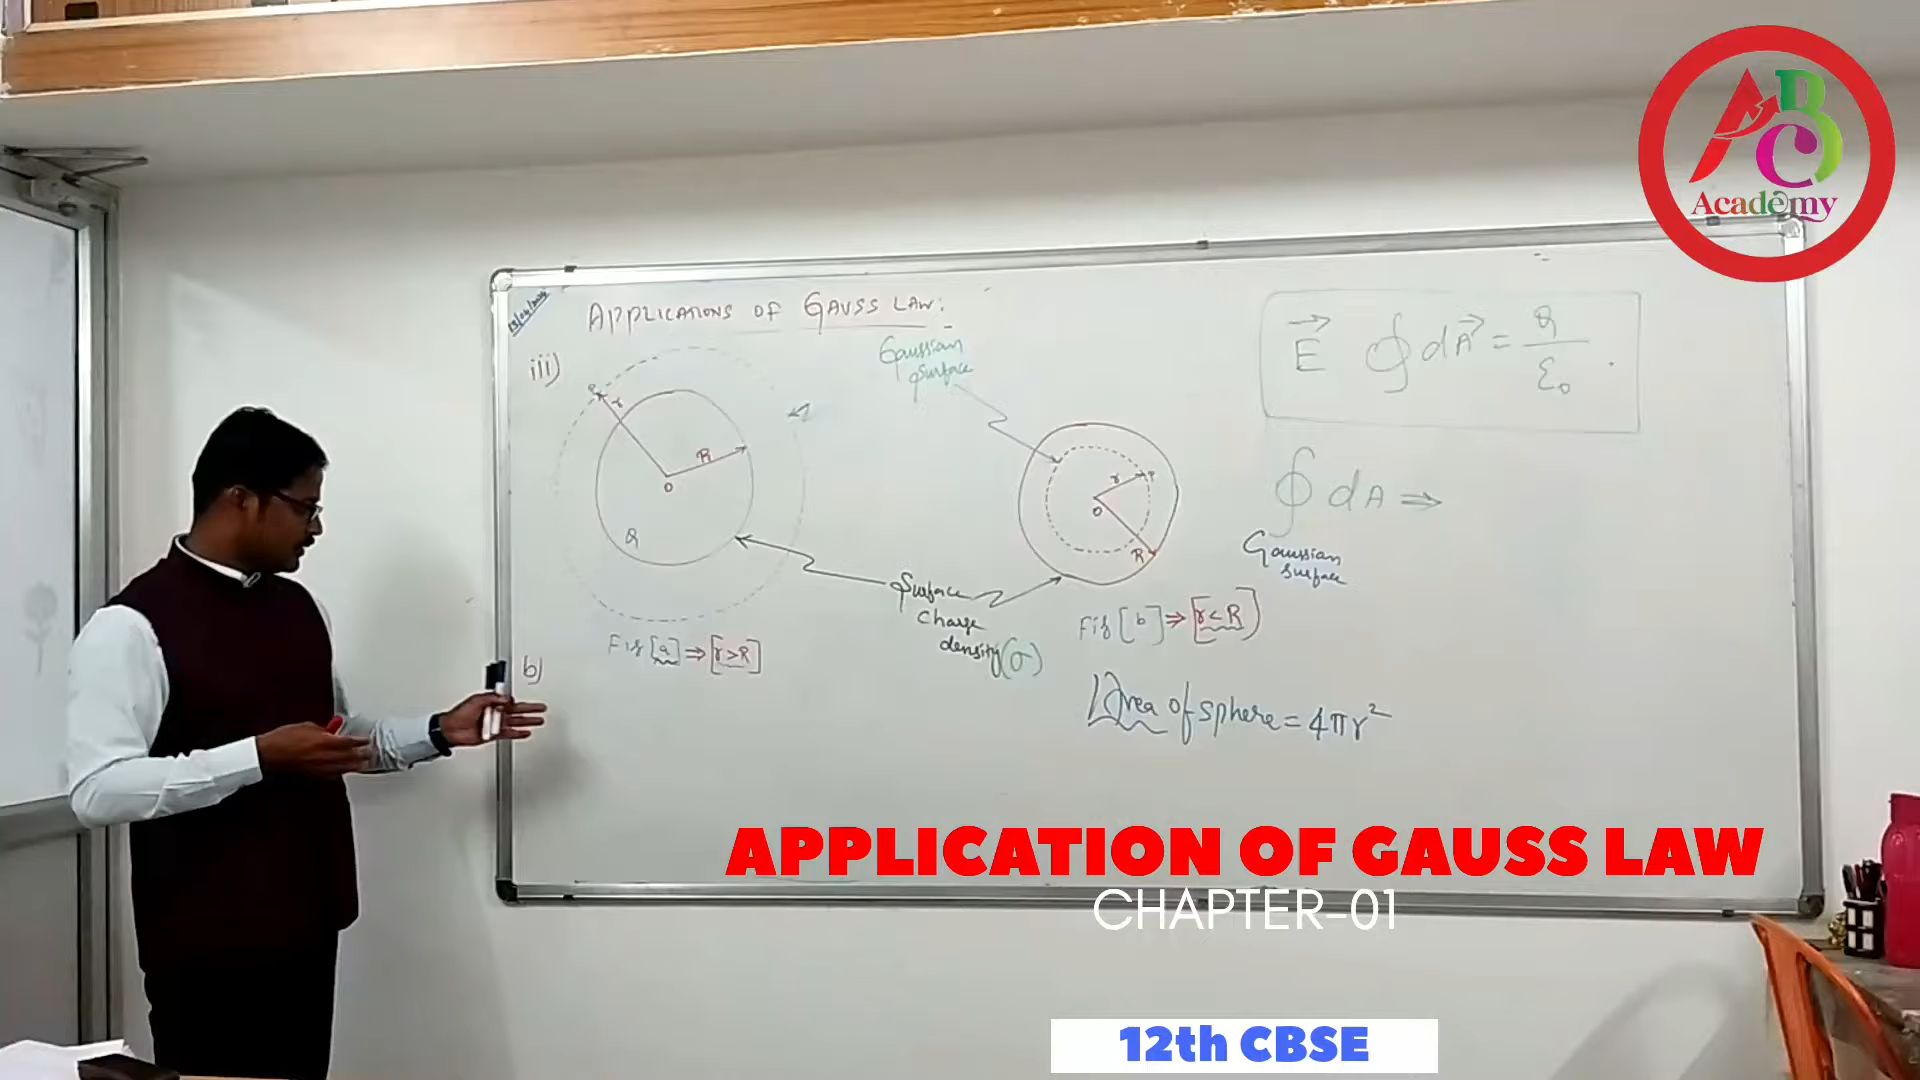 ABC
Academy
APPLICATIONS OF GAUSS LAW:
iii)
Gaussian
surface
E ∮ dA = q / ε0
P
r
R
O
r
P
O
R
q
∮ dA ⇒
Gaussian
surface
Surface
charge
density (σ)
Fig [a] ⇒ [r>R]
Fig [b] ⇒ [r<R]
b)
Area of sphere = 4πr²
APPLICATION OF GAUSS LAW
CHAPTER-01
12th CBSE